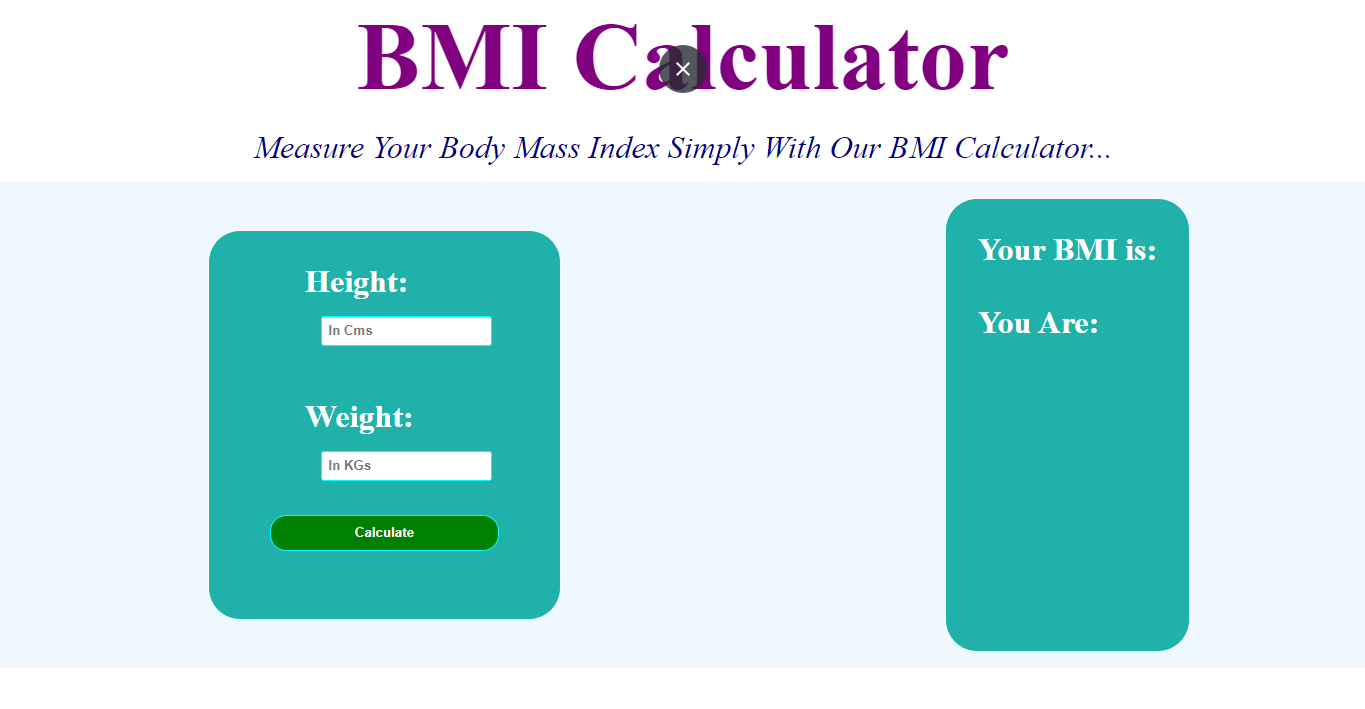 BMI Calculator
Measure Your Body Mass Index Simply With Our BMI Calculator...
Height:
In Cms
Weight:
In KGs
Calculate
Your BMI is:
You Are: